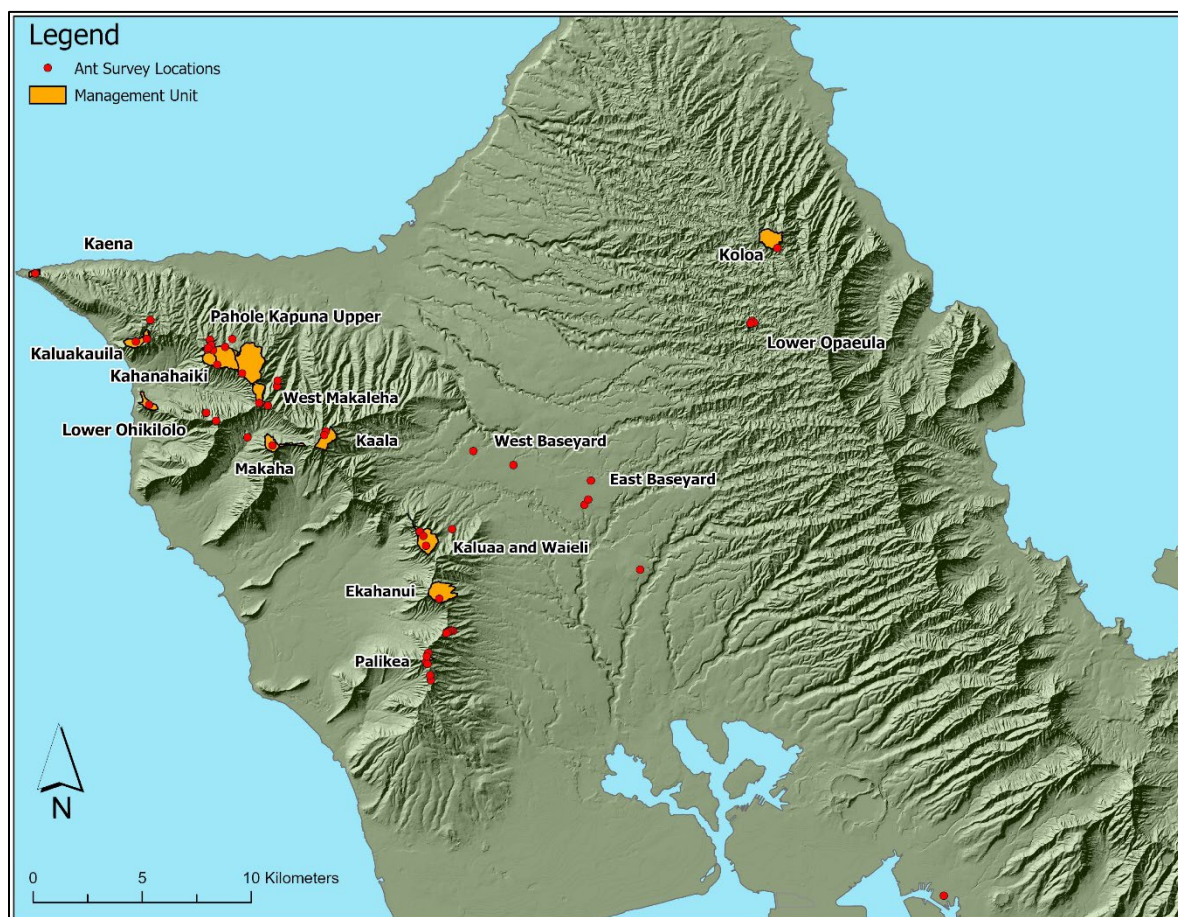 Legend
Ant Survey Locations
Management Unit
Kaena
Koloa
Pahole Kapuna Upper
Lower Opaeula
Kaluakauila
Kahanahaiki
West Makaleha
Lower Ohikilolo
Kaala
West Baseyard
Makaha
East Baseyard
Kaluaa and Waieli
Ekahanui
Palikea
N
0 5 10 Kilometers